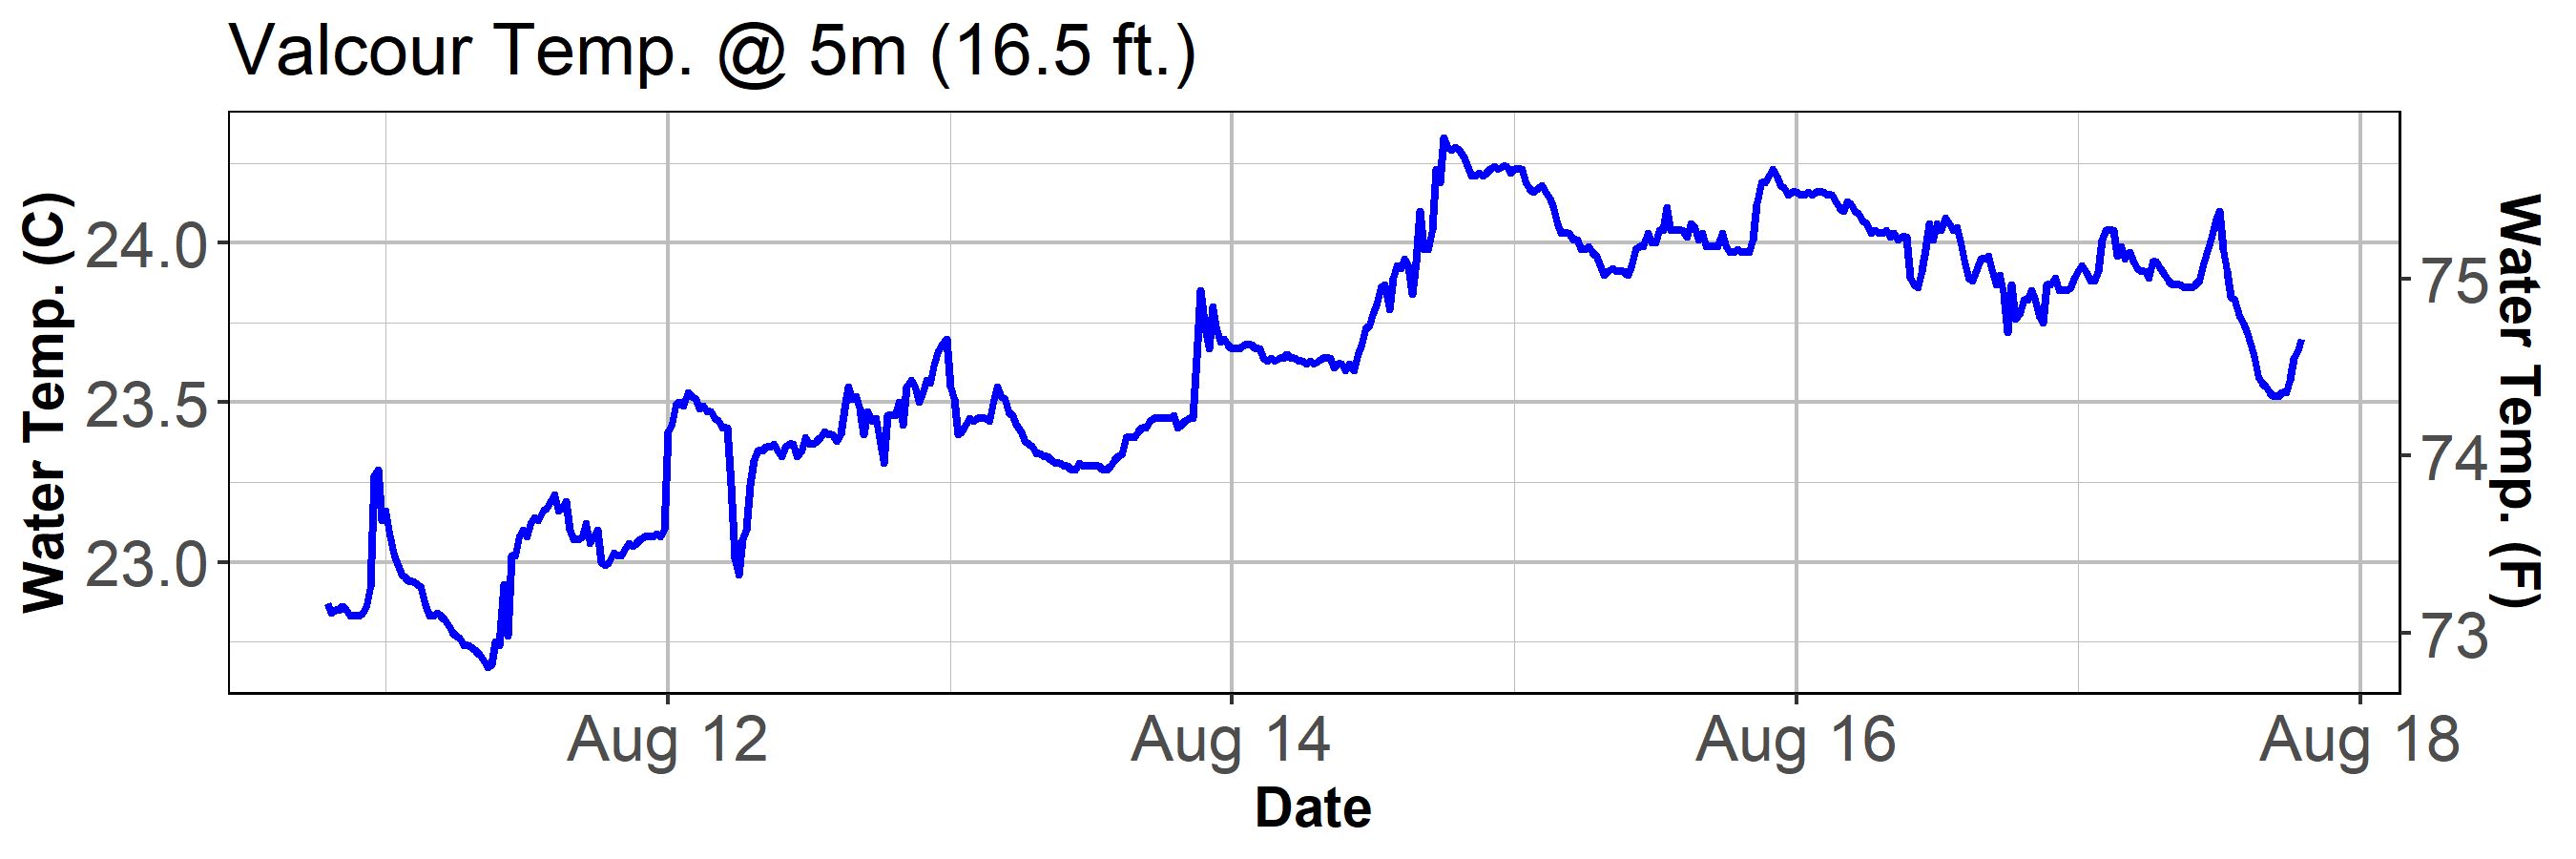 Valcour Temp. @ 5m (16.5 ft.)
Water Temp. (C)
24.0
23.5
23.0
75
74
73
Water Temp. (F)
Aug 12
Aug 14
Aug 16
Aug 18
Date